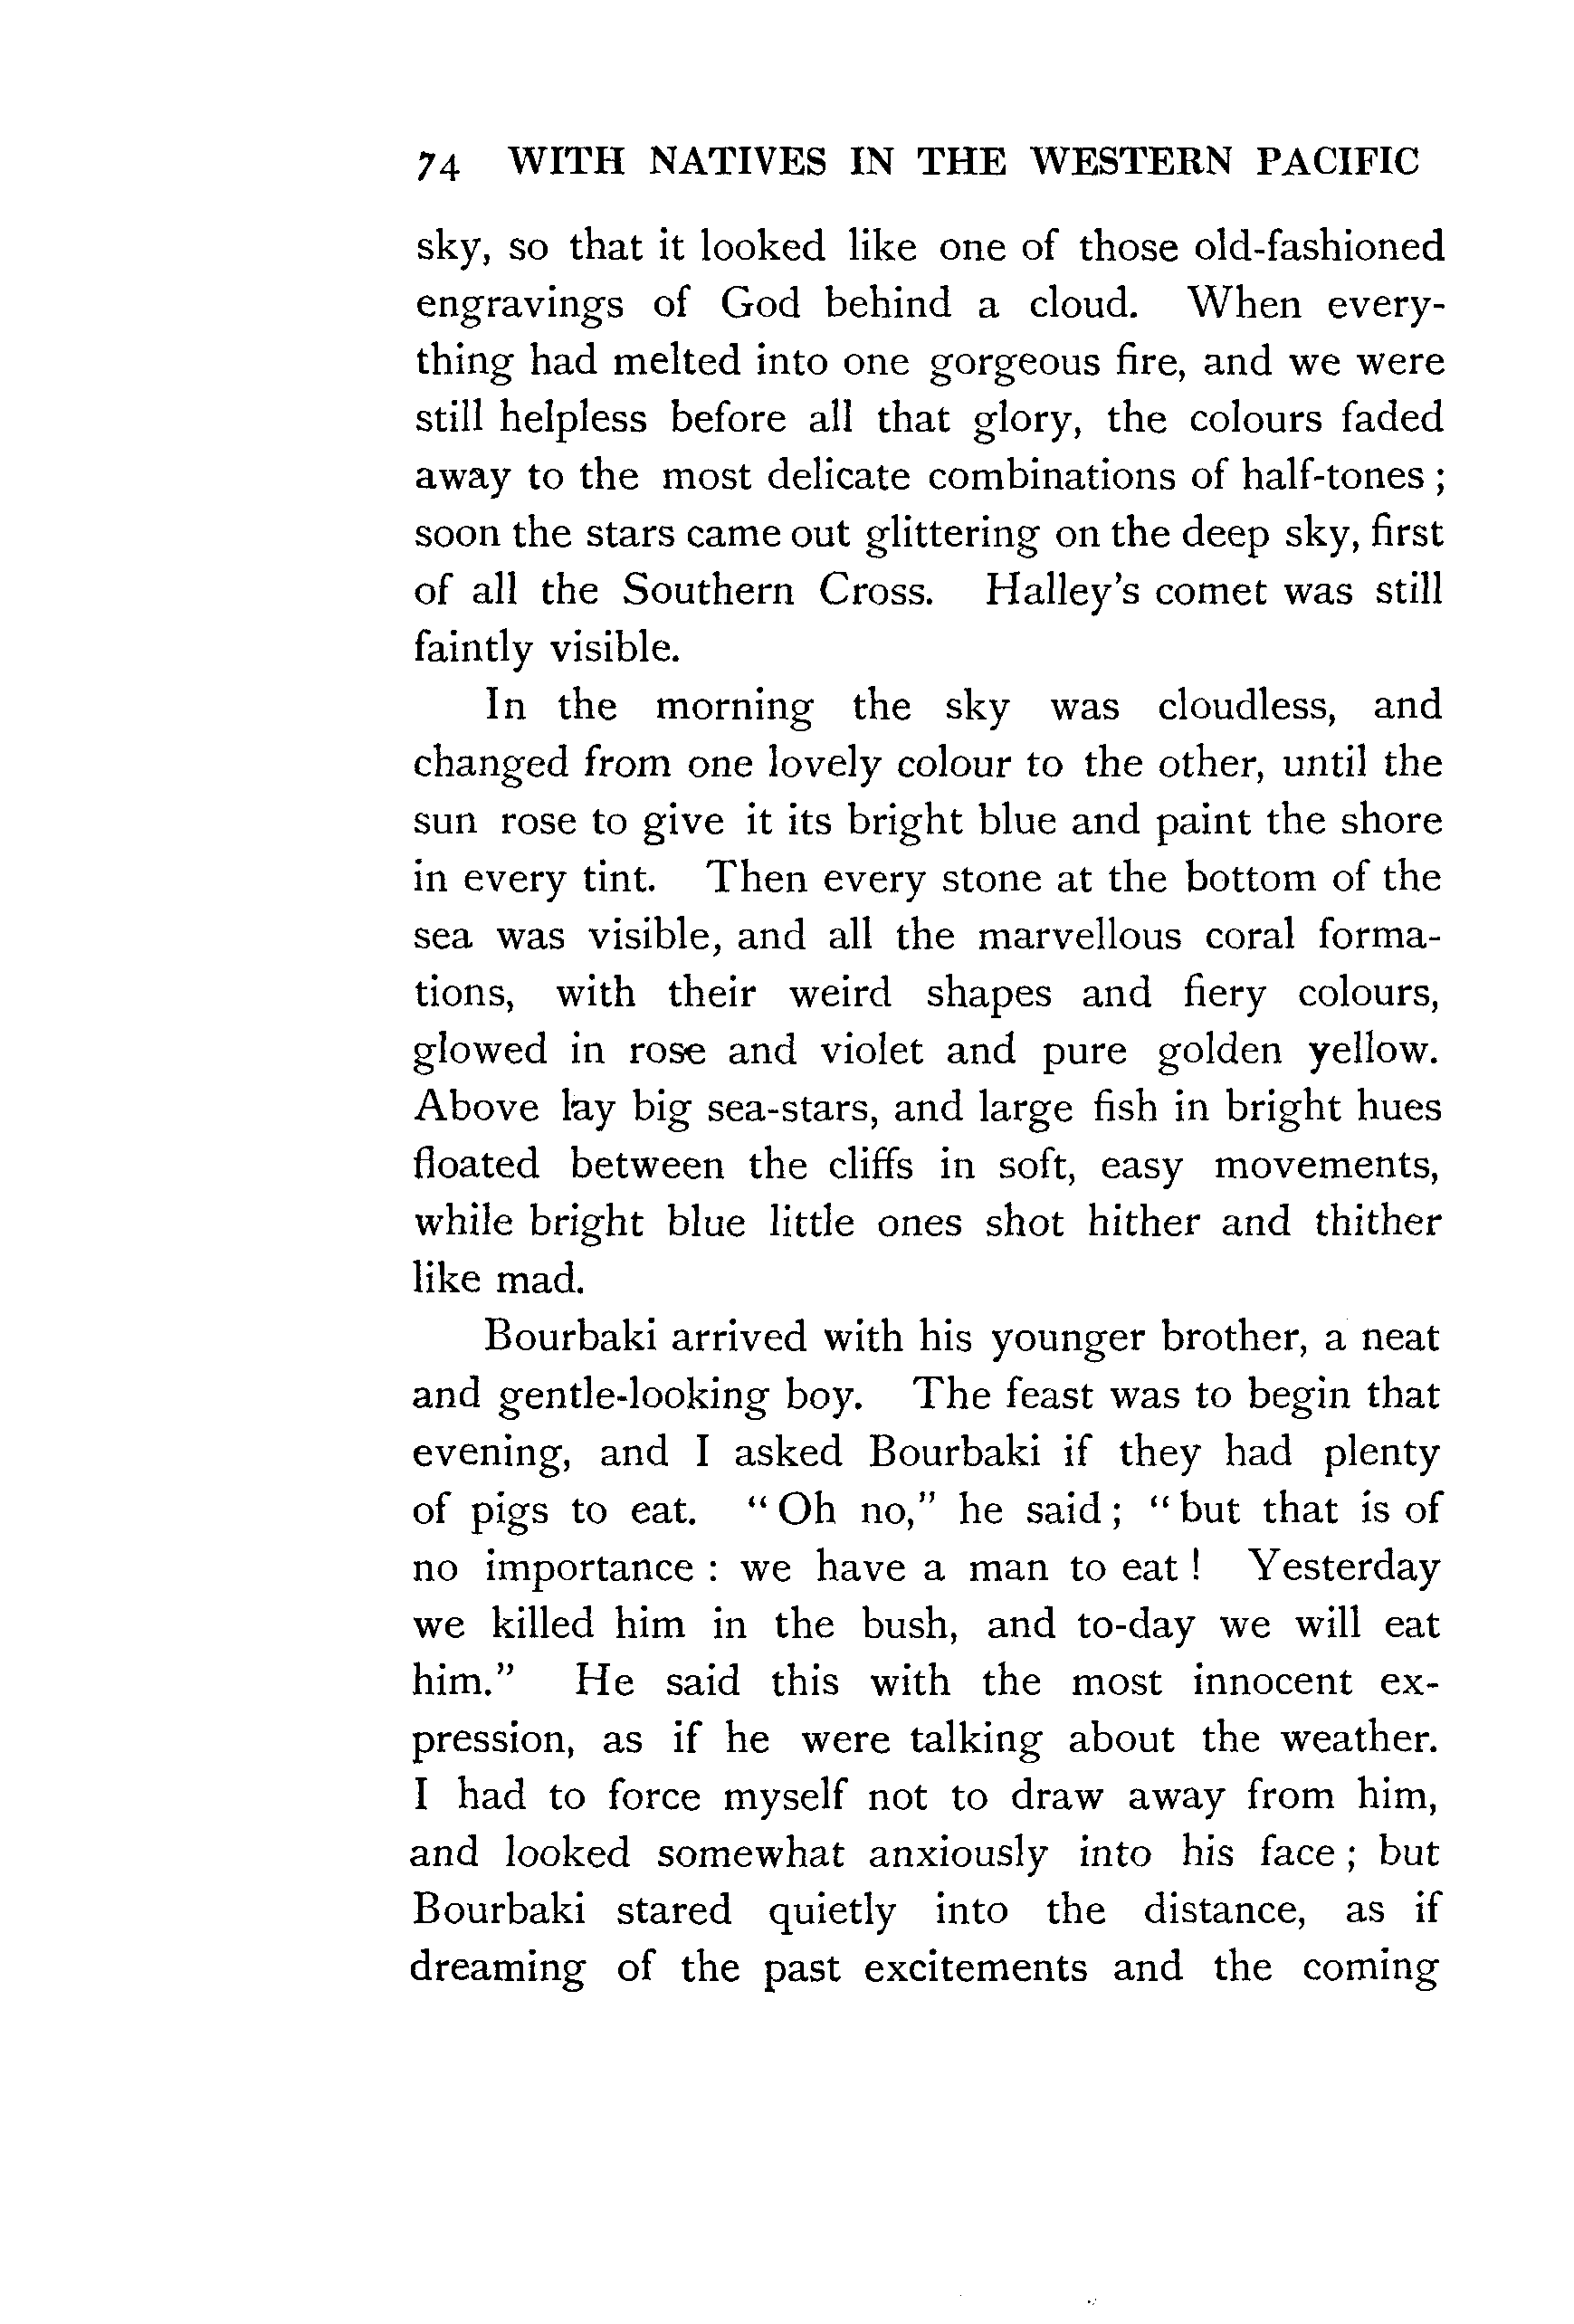 74 WITH NATIVES IN THE WESTERN PACIFIC
sky, so that it looked like one of those old-fashioned
engravings of God behind a cloud. When every-
thing had melted into one gorgeous fire, and we were
still helpless before all that glory, the colours faded
away to the most delicate combinations of half-tones ;
soon the stars came out glittering on the deep sky, first
of all the Southern Cross. Halley's comet was still
faintly visible.
In the morning the sky was cloudless, and
changed from one lovely colour to the other, until the
sun rose to give it its bright blue and paint the shore
in every tint. Then every stone at the bottom of the
sea was visible, and all the marvellous coral forma-
tions, with their weird shapes and fiery colours,
glowed in rose and violet and pure golden yellow.
Above lay big sea-stars, and large fish in bright hues
floated between the cliffs in soft, easy movements,
while bright blue little ones shot hither and thither
like mad.
Bourbaki arrived with his younger brother, a neat
and gentle-looking boy. The feast was to begin that
evening, and I asked Bourbaki if they had plenty
of pigs to eat. “ Oh no,” he said ; “ but that is of
no importance : we have a man to eat ! Yesterday
we killed him in the bush, and to-day we will eat
him.” He said this with the most innocent ex-
pression, as if he were talking about the weather.
I had to force myself not to draw away from him,
and looked somewhat anxiously into his face ; but
Bourbaki stared quietly into the distance, as if
dreaming of the past excitements and the coming